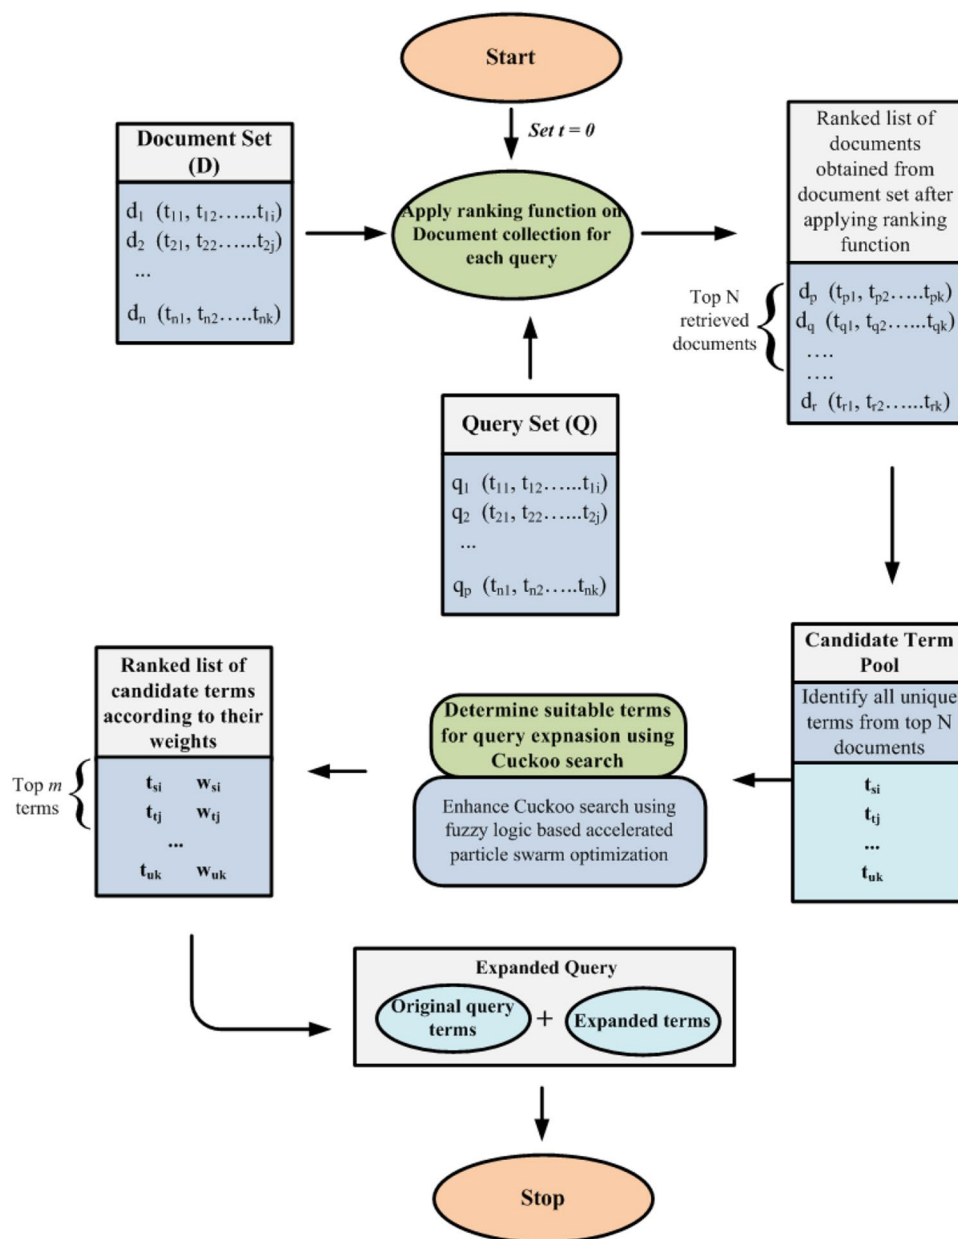 Start
Set t = 0
Document Set
(D)
d1 (t11, t12…...t1i)
d2 (t21, t22…...t2j)
...
dn (tn1, tn2…..tnk)
Apply ranking function on
Document collection for
each query
Ranked list of
documents
obtained from
document set after
applying ranking
function
Top N
retrieved
documents
dp (tp1, tp2…..tpk)
dq (tq1, tq2…...tqk)
....
....
dr (tr1, tr2…...trk)
Query Set (Q)
q1 (t11, t12…...t1i)
q2 (t21, t22…...t2j)
...
qp (tn1, tn2…..tnk)
Candidate Term
Pool
Identify all unique
terms from top N
documents
tsi
ttj
...
tuk
Determine suitable terms
for query expnasion using
Cuckoo search
Enhance Cuckoo search using
fuzzy logic based accelerated
particle swarm optimization
Ranked list of
candidate terms
according to their
weights
Top m
terms
tsi wsi
ttj wtj
...
tuk wuk
Expanded Query
Original query
terms
+
Expanded terms
Stop